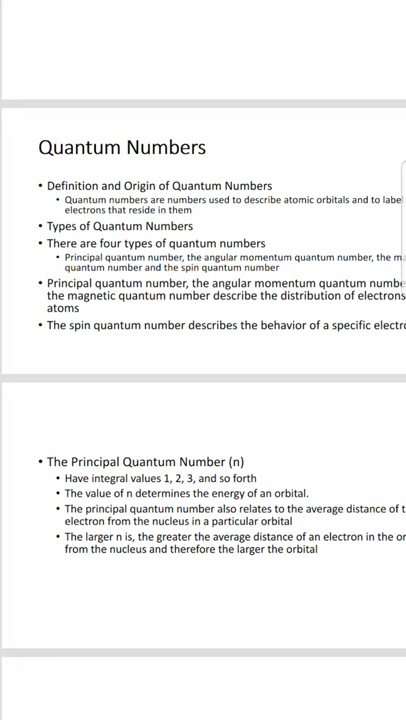 Quantum Numbers
• Definition and Origin of Quantum Numbers
• Quantum numbers are numbers used to describe atomic orbitals and to label
electrons that reside in them
• Types of Quantum Numbers
• There are four types of quantum numbers
• Principal quantum number, the angular momentum quantum number, the
quantum number and the spin quantum number
• Principal quantum number, the angular momentum quantum
the magnetic quantum number describe the distribution of electrons
atoms
• The spin quantum number describes the behavior of a specific
• The Principal Quantum Number (n)
• Have integral values 1, 2, 3, and so forth
• The value of n determines the energy of an orbital.
• The principal quantum number also relates to the average distance of
electron from the nucleus in a particular orbital
• The larger n is, the greater the average distance of an electron in the
from the nucleus and therefore the larger the orbital